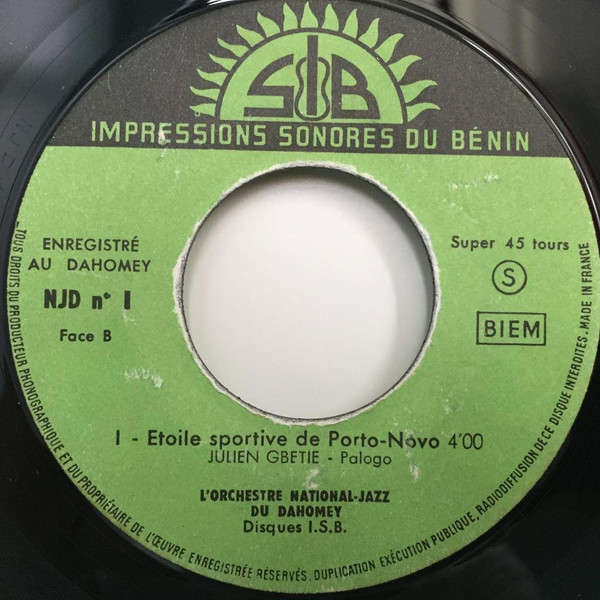 ISB
IMPRESSIONS SONORES DU BÉNIN
ENREGISTRÉ
AU DAHOMEY
NJD n° 1
Face B
Super 45 tours
S
BIEM
1 - Etoile sportive de Porto-Novo 4'00
JULIEN GBETIE - Palogo
L'ORCHESTRE NATIONAL-JAZZ
DU DAHOMEY
Disques I.S.B.
TOUS DROITS DU PRODUCTEUR PHONOGRAPHIQUE ET DU PROPRIÉTAIRE DE L'ŒUVRE ENREGISTRÉE RÉSERVÉS. DUPLICATION EXÉCUTION PUBLIQUE, RADIODIFFUSION DE CE DISQUE INTERDITES. MADE IN FRANCE